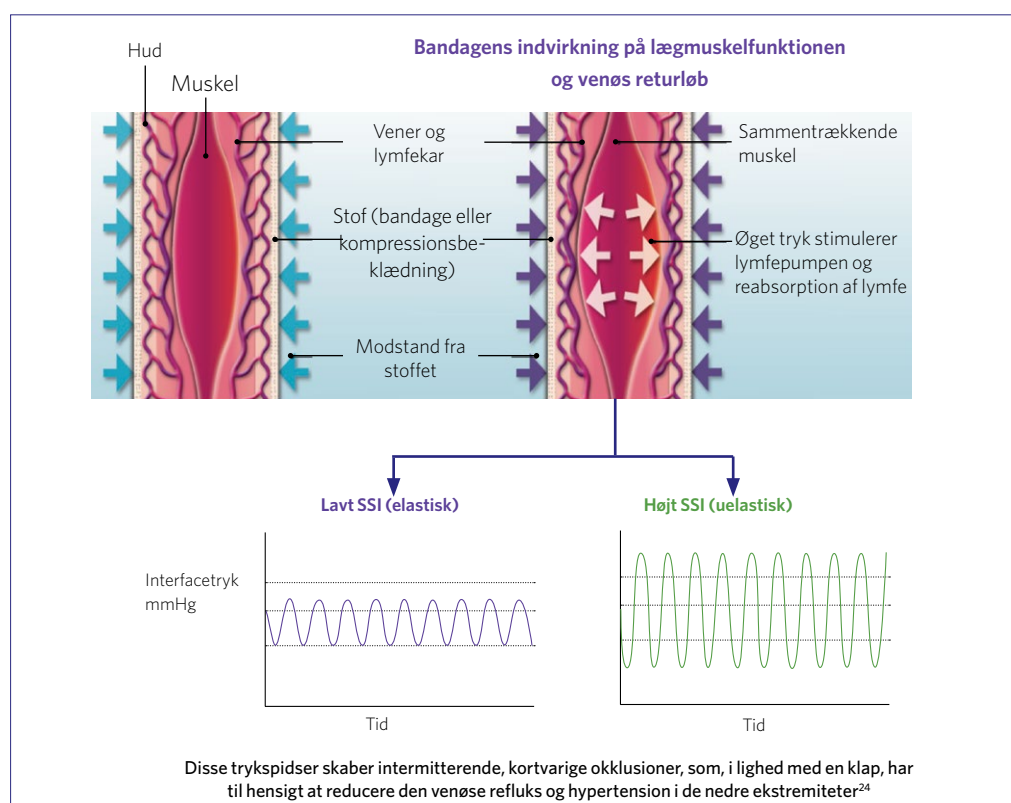 Bandagens indvirkning på lægmuskelfunktionen
og venøs returløb
Hud
Muskel
Vener og
lymfekar
Stof (bandage eller
kompressionsbe-
klædning)
Modstand fra
stoffet
Sammentrækkende
muskel
Øget tryk stimulerer
lymfepumpen og
reabsorption af lymfe
Lavt SSI (elastisk)
Højt SSI (uelastisk)
Interfacetryk
mmHg
Tid
Tid
Disse trykspidser skaber intermitterende, kortvarige okklusioner, som, i lighed med en klap, har
til hensigt at reducere den venøse refluks og hypertension i de nedre ekstremiteter²⁴